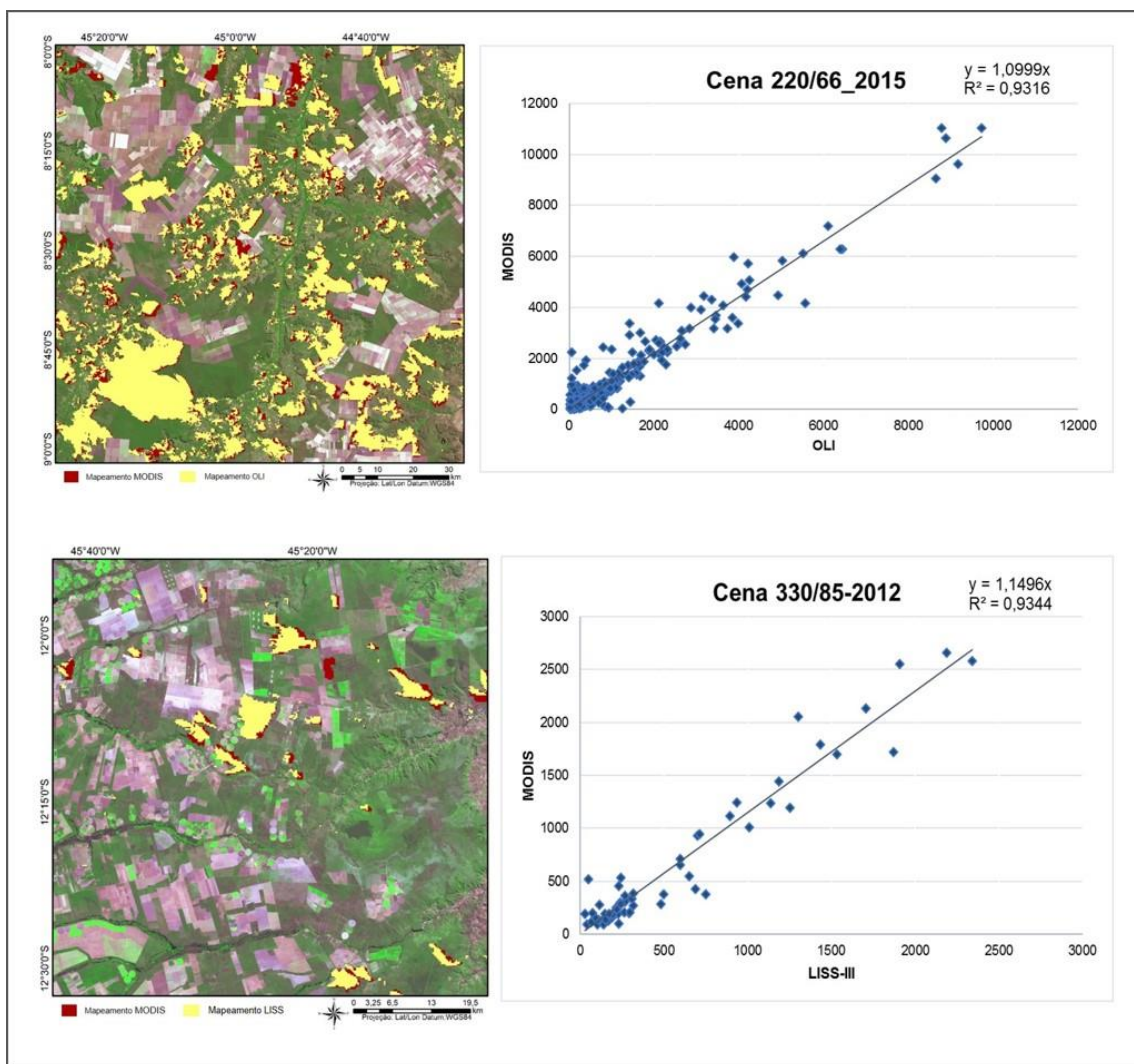 45°20'0"W 45°0'0"W 44°40'0"W
8°0'0"S
8°15'0"S
8°30'0"S
8°45'0"S
9°0'0"S
Mapeamento MODIS Mapeamento OLI
0 5 10 20 30
km
Projeção: Lat/Lon Datum:WGS84
Cena 220/66_2015
y = 1,0999x
R² = 0,9316
MODIS
12000
10000
8000
6000
4000
2000
0
0 2000 4000 6000 8000 10000 12000
OLI
45°40'0"W 45°20'0"W
12°0'0"S
12°15'0"S
12°30'0"S
Mapeamento MODIS Mapeamento LISS
0 3,25 6,5 13 19,5
km
Projeção: Lat/Lon Datum:WGS84
Cena 330/85-2012
y = 1,1496x
R² = 0,9344
MODIS
3000
2500
2000
1500
1000
500
0
0 500 1000 1500 2000 2500 3000
LISS-III